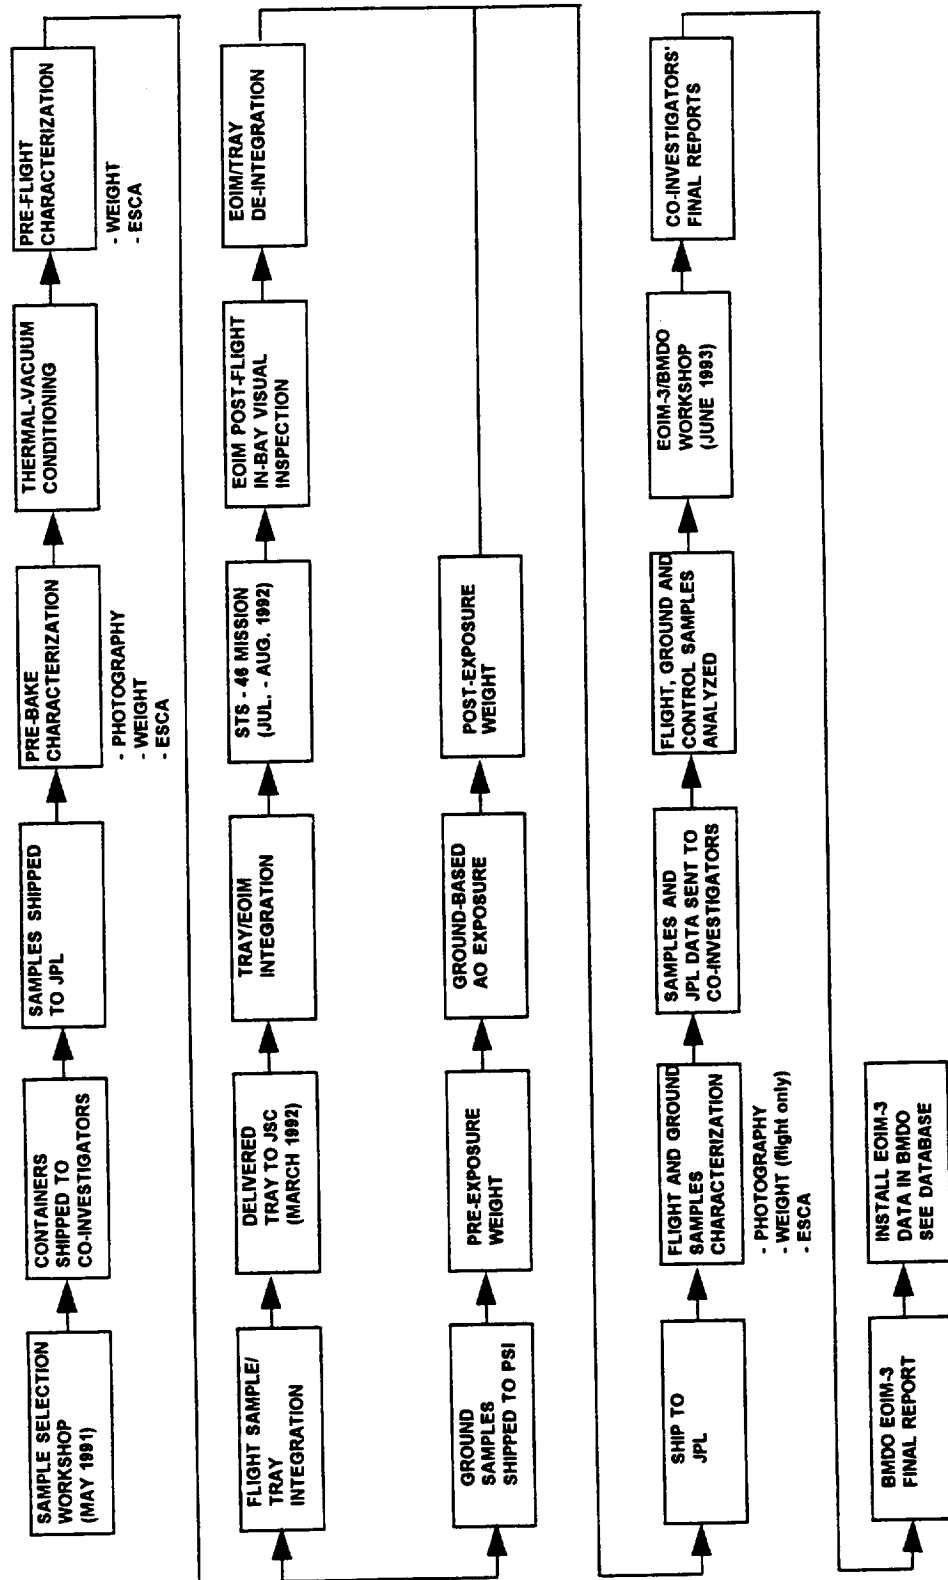 SAMPLE SELECTION
WORKSHOP
(MAY 1991)
CONTAINERS
SHIPPED TO
CO-INVESTIGATORS
SAMPLES SHIPPED
TO JPL
PRE-BAKE
CHARACTERIZATION
- PHOTOGRAPHY
- WEIGHT
- ESCA
THERMAL-VACUUM
CONDITIONING
PRE-FLIGHT
CHARACTERIZATION
- WEIGHT
- ESCA
FLIGHT SAMPLE/
TRAY
INTEGRATION
DELIVERED
TRAY TO JSC
(MARCH 1992)
TRAY/EOIM
INTEGRATION
STS - 46 MISSION
(JUL. - AUG. 1992)
EOIM POST-FLIGHT
IN-BAY VISUAL
INSPECTION
EOIM/TRAY
DE-INTEGRATION
GROUND
SAMPLES
SHIPPED TO PSI
PRE-EXPOSURE
WEIGHT
GROUND-BASED
AO EXPOSURE
POST-EXPOSURE
WEIGHT
SHIP TO
JPL
FLIGHT AND GROUND
SAMPLES
CHARACTERIZATION
- PHOTOGRAPHY
- WEIGHT (flight only)
- ESCA
SAMPLES AND
JPL DATA SENT TO
CO-INVESTIGATORS
FLIGHT, GROUND AND
CONTROL SAMPLES
ANALYZED
EOIM-3/BMDO
WORKSHOP
(JUNE 1993)
CO-INVESTIGATORS'
FINAL REPORTS
BMDO EOIM-3
FINAL REPORT
INSTALL EOIM-3
DATA IN BMDO
SEE DATABASE